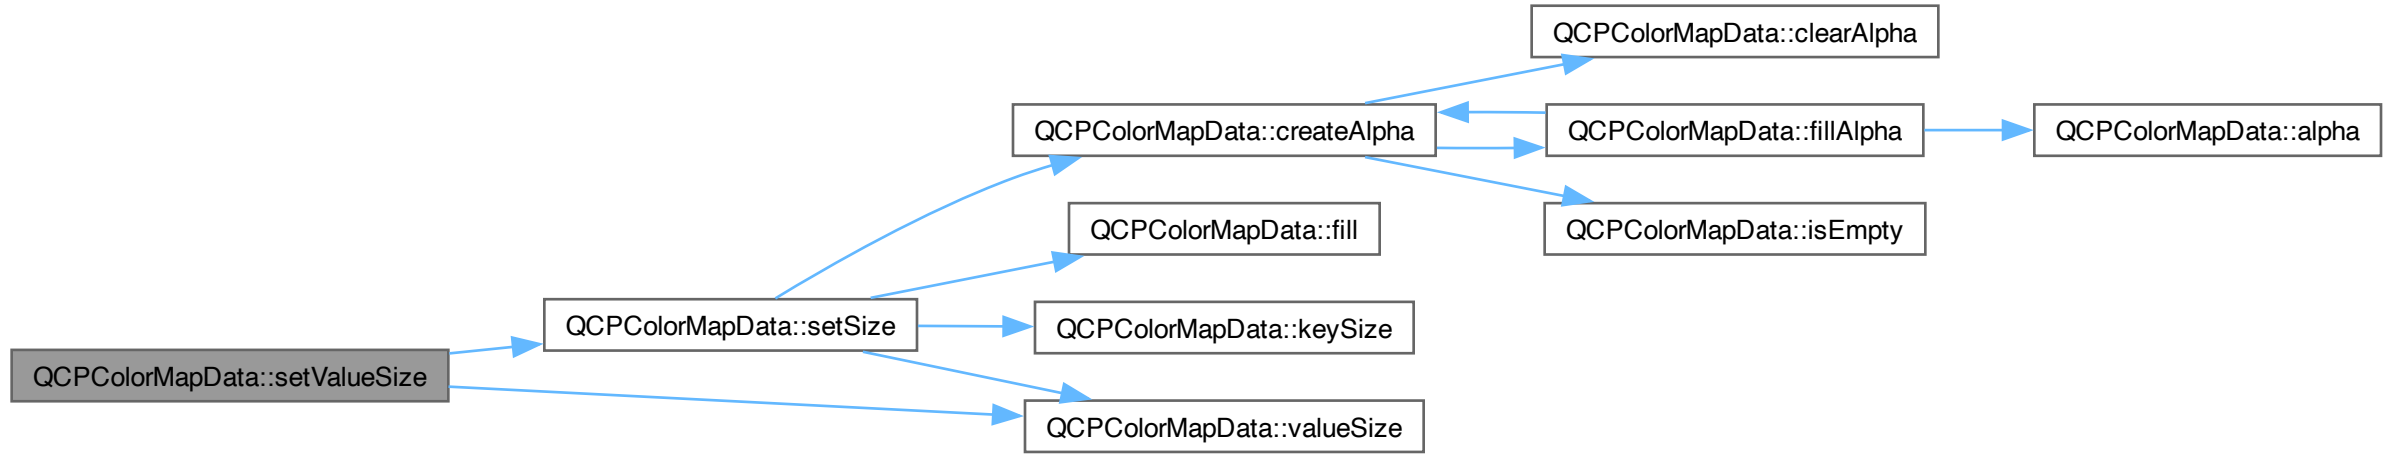 QCPColorMapData::clearAlpha
QCPColorMapData::createAlpha
QCPColorMapData::fillAlpha
QCPColorMapData::alpha
QCPColorMapData::fill
QCPColorMapData::isEmpty
QCPColorMapData::setSize
QCPColorMapData::keySize
QCPColorMapData::setValueSize
QCPColorMapData::valueSize